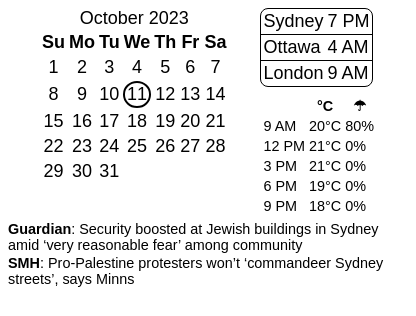 October 2023
Su Mo Tu We Th Fr Sa
1 2 3 4 5 6 7
8 9 10 11 12 13 14
15 16 17 18 19 20 21
22 23 24 25 26 27 28
29 30 31
Sydney 7 PM
Ottawa 4 AM
London 9 AM
°C ☂
9 AM 20°C 80%
12 PM 21°C 0%
3 PM 21°C 0%
6 PM 19°C 0%
9 PM 18°C 0%
Guardian: Security boosted at Jewish buildings in Sydney
amid ‘very reasonable fear’ among community
SMH: Pro-Palestine protesters won’t ‘commandeer Sydney
streets’, says Minns